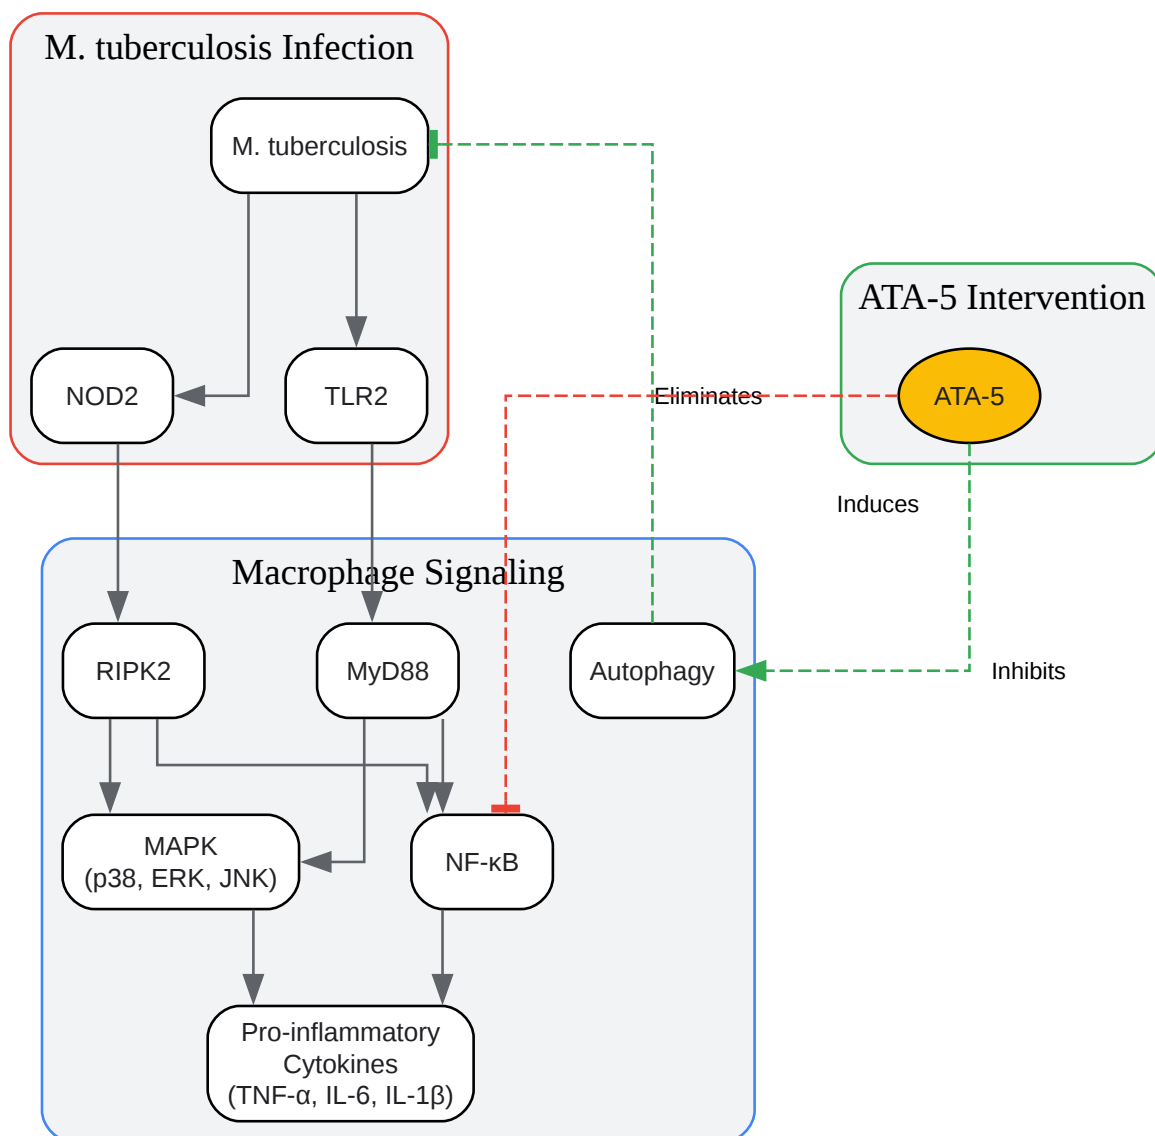 M. tuberculosis Infection
M. tuberculosis
ATA-5 Intervention
NOD2
TLR2
Eliminates
ATA-5
Induces
Macrophage Signaling
RIPK2
MyD88
Autophagy
Inhibits
MAPK
(p38, ERK, JNK)
NF-κB
Pro-inflammatory
Cytokines
(TNF-α, IL-6, IL-1β)